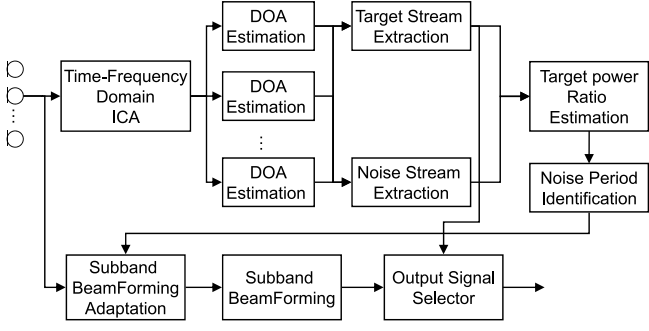 DOA
Estimation
Target Stream
Extraction
Time-Frequency
Domain
ICA
DOA
Estimation
Target power
Ratio
Estimation
DOA
Estimation
Noise Stream
Extraction
Noise Period
Identification
Subband
BeamForming
Adaptation
Subband
BeamForming
Output Signal
Selector